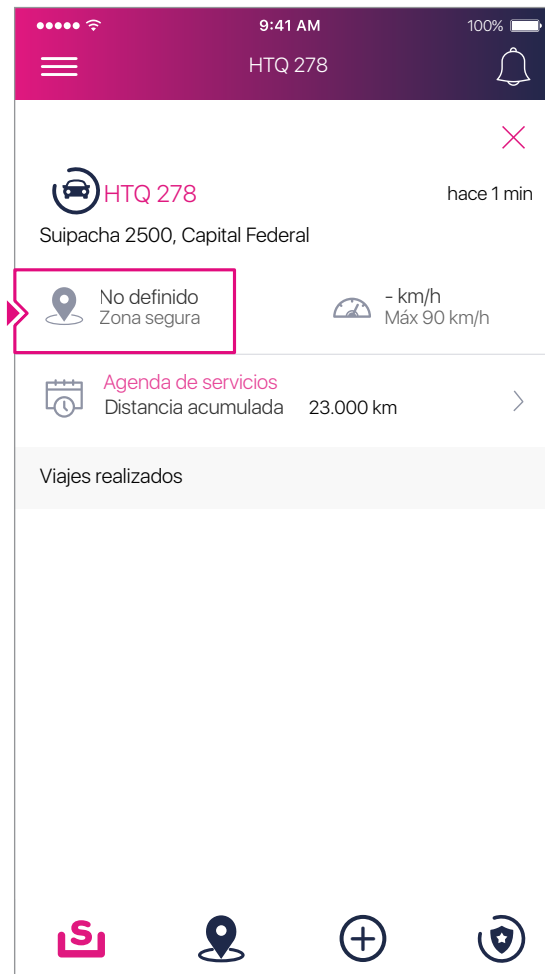 9:41 AM
100%
HTQ 278
HTQ 278
hace 1 min
Suipacha 2500, Capital Federal
No definido
Zona segura
- km/h
Máx 90 km/h
Agenda de servicios
Distancia acumulada 23.000 km
Viajes realizados
S